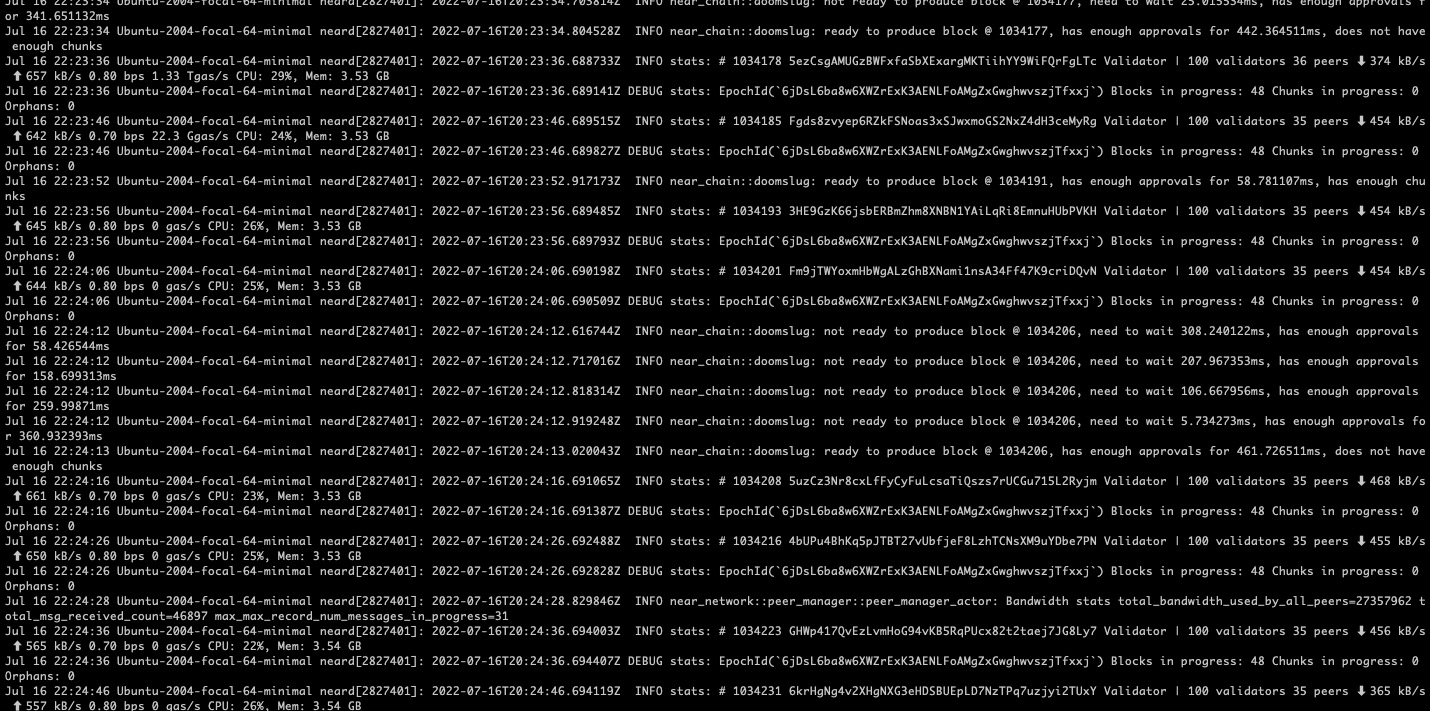 Jul 16 22:23:34 Ubuntu-2004-focal-64-minimal neard[2827401]: 2022-07-16T20:23:34.703814Z  INFO near_chain::doomslug: not ready to produce block @ 1034177, need to wait 25.015534ms, has enough approvals f
or 341.651132ms
Jul 16 22:23:34 Ubuntu-2004-focal-64-minimal neard[2827401]: 2022-07-16T20:23:34.804528Z  INFO near_chain::doomslug: ready to produce block @ 1034177, has enough approvals for 442.364511ms, does not have
 enough chunks
Jul 16 22:23:36 Ubuntu-2004-focal-64-minimal neard[2827401]: 2022-07-16T20:23:36.688733Z  INFO stats: # 1034178 5ezCsgAMUGzBWFxfaSbXExargMKTiihYY9WiFQrFgLTc Validator | 100 validators 36 peers ⬇ 374 kB/s
 ⬆ 657 kB/s 0.80 bps 1.33 Tgas/s CPU: 29%, Mem: 3.53 GB
Jul 16 22:23:36 Ubuntu-2004-focal-64-minimal neard[2827401]: 2022-07-16T20:23:36.689141Z DEBUG stats: EpochId(`6jDsL6ba8w6XWZrExK3AENLFoAMgZxGwghwvszjTfxxj`) Blocks in progress: 48 Chunks in progress: 0
Orphans: 0
Jul 16 22:23:46 Ubuntu-2004-focal-64-minimal neard[2827401]: 2022-07-16T20:23:46.689515Z  INFO stats: # 1034185 Fgds8zvyep6RZkFSNoas3xSJwxmoGS2NxZ4dH3ceMyRg Validator | 100 validators 35 peers ⬇ 454 kB/s
 ⬆ 642 kB/s 0.70 bps 22.3 Ggas/s CPU: 24%, Mem: 3.53 GB
Jul 16 22:23:46 Ubuntu-2004-focal-64-minimal neard[2827401]: 2022-07-16T20:23:46.689827Z DEBUG stats: EpochId(`6jDsL6ba8w6XWZrExK3AENLFoAMgZxGwghwvszjTfxxj`) Blocks in progress: 48 Chunks in progress: 0
Orphans: 0
Jul 16 22:23:52 Ubuntu-2004-focal-64-minimal neard[2827401]: 2022-07-16T20:23:52.917173Z  INFO near_chain::doomslug: ready to produce block @ 1034191, has enough approvals for 58.781107ms, has enough chu
nks
Jul 16 22:23:56 Ubuntu-2004-focal-64-minimal neard[2827401]: 2022-07-16T20:23:56.689485Z  INFO stats: # 1034193 3HE9GzK66jsbERBmZhm8XNBN1YAiLqRi8EmnuHUbPVKH Validator | 100 validators 35 peers ⬇ 454 kB/s
 ⬆ 645 kB/s 0.80 bps 0 gas/s CPU: 26%, Mem: 3.53 GB
Jul 16 22:23:56 Ubuntu-2004-focal-64-minimal neard[2827401]: 2022-07-16T20:23:56.689793Z DEBUG stats: EpochId(`6jDsL6ba8w6XWZrExK3AENLFoAMgZxGwghwvszjTfxxj`) Blocks in progress: 48 Chunks in progress: 0
Orphans: 0
Jul 16 22:24:06 Ubuntu-2004-focal-64-minimal neard[2827401]: 2022-07-16T20:24:06.690198Z  INFO stats: # 1034201 Fm9jTWYoxmHbWgALzGhBXNami1nsA34Ff47K9criDQvN Validator | 100 validators 35 peers ⬇ 454 kB/s
 ⬆ 644 kB/s 0.80 bps 0 gas/s CPU: 25%, Mem: 3.53 GB
Jul 16 22:24:06 Ubuntu-2004-focal-64-minimal neard[2827401]: 2022-07-16T20:24:06.690509Z DEBUG stats: EpochId(`6jDsL6ba8w6XWZrExK3AENLFoAMgZxGwghwvszjTfxxj`) Blocks in progress: 48 Chunks in progress: 0
Orphans: 0
Jul 16 22:24:12 Ubuntu-2004-focal-64-minimal neard[2827401]: 2022-07-16T20:24:12.616744Z  INFO near_chain::doomslug: not ready to produce block @ 1034206, need to wait 308.240122ms, has enough approvals
for 58.426544ms
Jul 16 22:24:12 Ubuntu-2004-focal-64-minimal neard[2827401]: 2022-07-16T20:24:12.717016Z  INFO near_chain::doomslug: not ready to produce block @ 1034206, need to wait 207.967353ms, has enough approvals
for 158.699313ms
Jul 16 22:24:12 Ubuntu-2004-focal-64-minimal neard[2827401]: 2022-07-16T20:24:12.818314Z  INFO near_chain::doomslug: not ready to produce block @ 1034206, need to wait 106.667956ms, has enough approvals
for 259.99871ms
Jul 16 22:24:12 Ubuntu-2004-focal-64-minimal neard[2827401]: 2022-07-16T20:24:12.919248Z  INFO near_chain::doomslug: not ready to produce block @ 1034206, need to wait 5.734273ms, has enough approvals fo
r 360.932393ms
Jul 16 22:24:13 Ubuntu-2004-focal-64-minimal neard[2827401]: 2022-07-16T20:24:13.020043Z  INFO near_chain::doomslug: ready to produce block @ 1034206, has enough approvals for 461.726511ms, does not have
 enough chunks
Jul 16 22:24:16 Ubuntu-2004-focal-64-minimal neard[2827401]: 2022-07-16T20:24:16.691065Z  INFO stats: # 1034208 5uzCz3Nr8cxLfFyCyFuLcsaTiQszs7rUCGu715L2Ryjm Validator | 100 validators 35 peers ⬇ 468 kB/s
 ⬆ 661 kB/s 0.70 bps 0 gas/s CPU: 23%, Mem: 3.53 GB
Jul 16 22:24:16 Ubuntu-2004-focal-64-minimal neard[2827401]: 2022-07-16T20:24:16.691387Z DEBUG stats: EpochId(`6jDsL6ba8w6XWZrExK3AENLFoAMgZxGwghwvszjTfxxj`) Blocks in progress: 48 Chunks in progress: 0
Orphans: 0
Jul 16 22:24:26 Ubuntu-2004-focal-64-minimal neard[2827401]: 2022-07-16T20:24:26.692488Z  INFO stats: # 1034216 4bUPu4BhKq5pJTBT27vUbfjeF8LzhTCNsXM9uYDbe7PN Validator | 100 validators 35 peers ⬇ 455 kB/s
 ⬆ 650 kB/s 0.80 bps 0 gas/s CPU: 25%, Mem: 3.53 GB
Jul 16 22:24:26 Ubuntu-2004-focal-64-minimal neard[2827401]: 2022-07-16T20:24:26.692828Z DEBUG stats: EpochId(`6jDsL6ba8w6XWZrExK3AENLFoAMgZxGwghwvszjTfxxj`) Blocks in progress: 48 Chunks in progress: 0
Orphans: 0
Jul 16 22:24:28 Ubuntu-2004-focal-64-minimal neard[2827401]: 2022-07-16T20:24:28.829846Z  INFO near_network::peer_manager::peer_manager_actor: Bandwidth stats total_bandwidth_used_by_all_peers=27357962 t
otal_msg_received_count=46897 max_max_record_num_messages_in_progress=31
Jul 16 22:24:36 Ubuntu-2004-focal-64-minimal neard[2827401]: 2022-07-16T20:24:36.694003Z  INFO stats: # 1034223 GHWp417QvEzLvmHoG94vKB5RqPUcx82t2taej7JG8Ly7 Validator | 100 validators 35 peers ⬇ 456 kB/s
 ⬆ 565 kB/s 0.70 bps 0 gas/s CPU: 22%, Mem: 3.54 GB
Jul 16 22:24:36 Ubuntu-2004-focal-64-minimal neard[2827401]: 2022-07-16T20:24:36.694407Z DEBUG stats: EpochId(`6jDsL6ba8w6XWZrExK3AENLFoAMgZxGwghwvszjTfxxj`) Blocks in progress: 48 Chunks in progress: 0
Orphans: 0
Jul 16 22:24:46 Ubuntu-2004-focal-64-minimal neard[2827401]: 2022-07-16T20:24:46.694119Z  INFO stats: # 1034231 6krHgNg4v2XHgNXG3eHDSBUEpLD7NzTPq7uzjyi2TUxY Validator | 100 validators 35 peers ⬇ 365 kB/s
 ⬆ 557 kB/s 0.80 bps 0 gas/s CPU: 26%, Mem: 3.54 GB